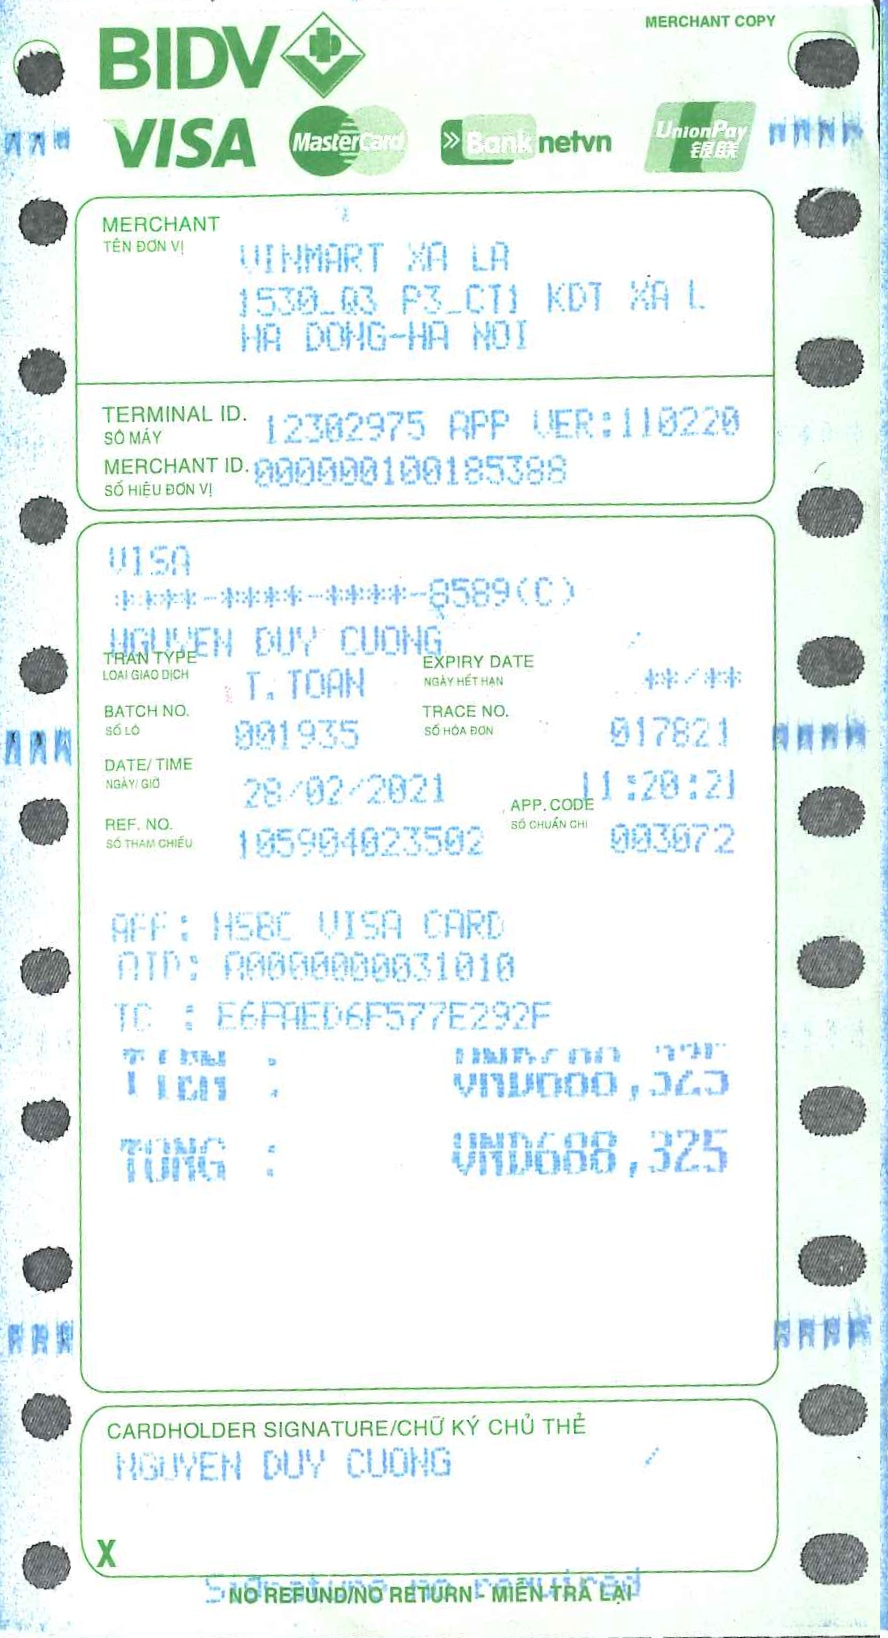 MERCHANT COPY
BIDV
VISA MasterCard Banknetvn UnionPay 银联
MERCHANT
TÊN ĐƠN VỊ
VINMART XA LA
1530_Q3 P3_CT1 KDT XA L
HA DONG-HA NOI
TERMINAL ID. 12302975 APP VER:110220
SỐ MÁY
MERCHANT ID. 000000100185388
SỐ HIỆU ĐƠN VỊ
VISA
****-****-****-8589(C)
NGUYEN DUY CUONG
TRAN TYPE EXPIRY DATE
LOẠI GIAO DỊCH T.TOAN NGÀY HẾT HẠN **/**
BATCH NO. TRACE NO.
SỐ LÔ 001935 SỐ HÓA ĐƠN 017821
DATE/ TIME
NGÀY/ GIỜ 28/02/2021 11:20:21
REF. NO. APP. CODE
SỐ THAM CHIẾU 105904023502 SỐ CHUẨN CHI 003672
APP: HSBC VISA CARD
AID: A0000000031010
TC : E6FAED6F577E292F
TIEN : VND688,325
TONG : VND688,325
CARDHOLDER SIGNATURE/CHỮ KÝ CHỦ THẺ
NGUYEN DUY CUONG
X
Signature no required
NO REFUND/NO RETURN - MIỄN TRẢ LẠI